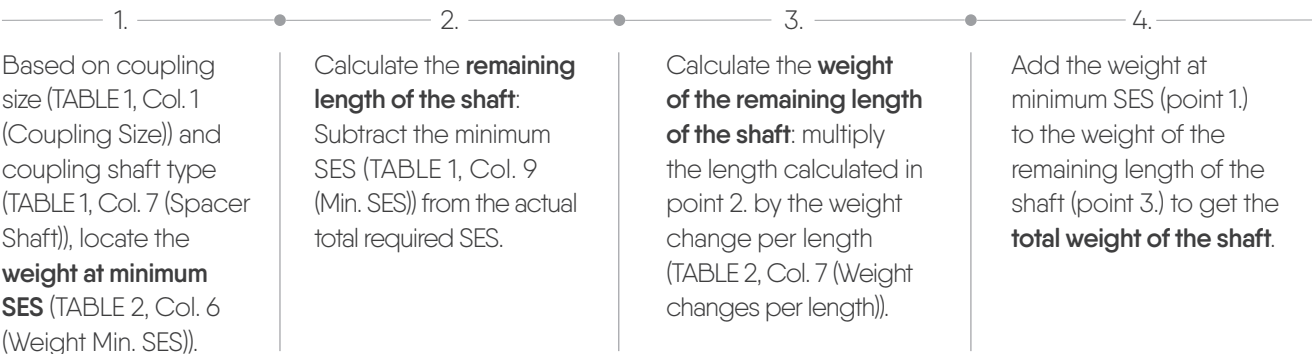 1.
Based on coupling
size (TABLE 1, Col. 1
(Coupling Size)) and
coupling shaft type
(TABLE 1, Col. 7 (Spacer
Shaft)), locate the
weight at minimum
SES (TABLE 2, Col. 6
(Weight Min. SES)).
2.
Calculate the remaining
length of the shaft:
Subtract the minimum
SES (TABLE 1, Col. 9
(Min. SES)) from the actual
total required SES.
3.
Calculate the weight
of the remaining length
of the shaft: multiply
the length calculated in
point 2. by the weight
change per length
(TABLE 2, Col. 7 (Weight
changes per length)).
4.
Add the weight at
minimum SES (point 1.)
to the weight of the
remaining length of the
shaft (point 3.) to get the
total weight of the shaft.